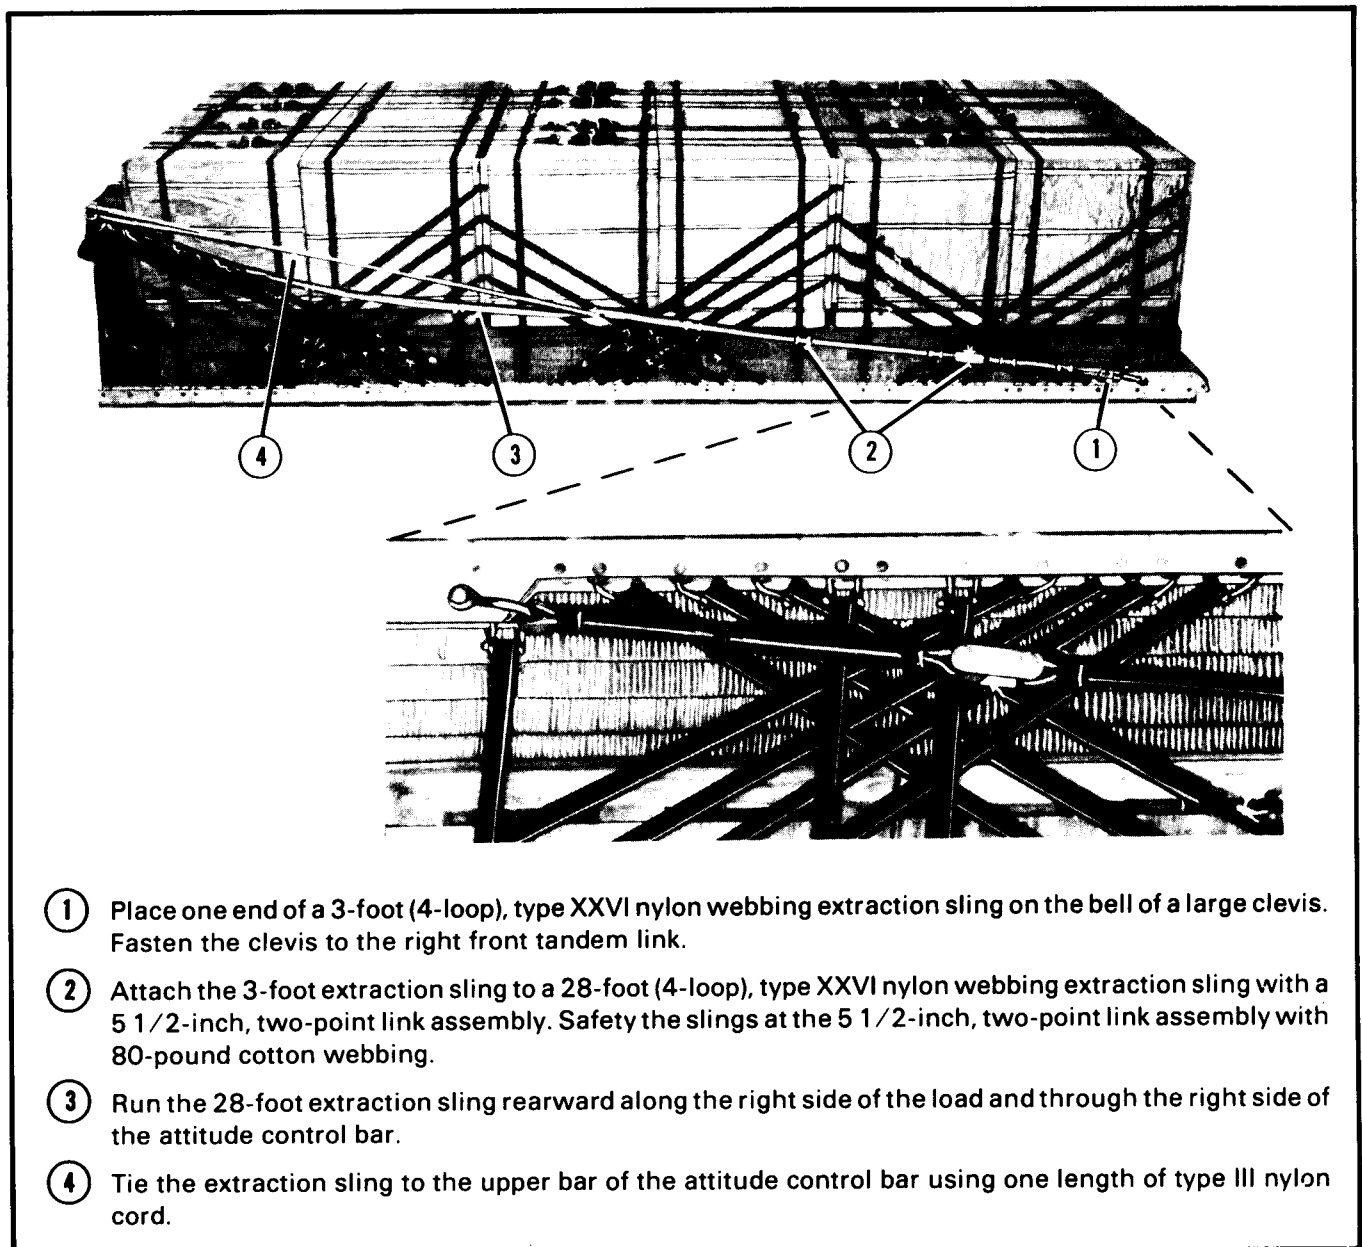 4
3
2
1
1 Place one end of a 3-foot (4-loop), type XXVI nylon webbing extraction sling on the bell of a large clevis.
Fasten the clevis to the right front tandem link.
2 Attach the 3-foot extraction sling to a 28-foot (4-loop), type XXVI nylon webbing extraction sling with a
5 1/2-inch, two-point link assembly. Safety the slings at the 5 1/2-inch, two-point link assembly with
80-pound cotton webbing.
3 Run the 28-foot extraction sling rearward along the right side of the load and through the right side of
the attitude control bar.
4 Tie the extraction sling to the upper bar of the attitude control bar using one length of type III nylon
cord.